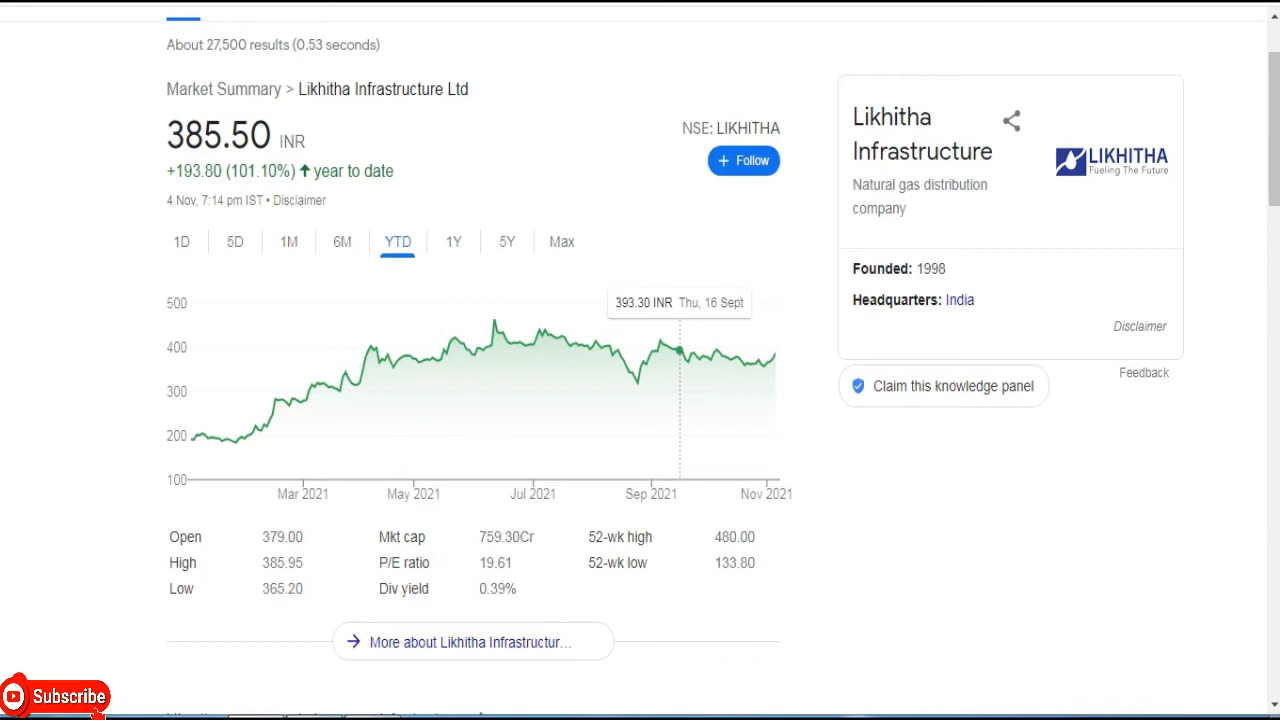 About 27,500 results (0.53 seconds)
Market Summary > Likhitha Infrastructure Ltd
385.50 INR
+193.80 (101.10%) ↑ year to date
4 Nov, 7:14 pm IST • Disclaimer
NSE: LIKHITHA
+ Follow
1D 5D 1M 6M YTD 1Y 5Y Max
393.30 INR Thu, 16 Sept
500
400
300
200
100
Mar 2021 May 2021 Jul 2021 Sep 2021 Nov 2021
Open 379.00 Mkt cap 759.30Cr 52-wk high 480.00
High 385.95 P/E ratio 19.61 52-wk low 133.80
Low 365.20 Div yield 0.39%
→ More about Likhitha Infrastructur...
Likhitha
Infrastructure
LIKHITHA
Fueling The Future
Natural gas distribution
company
Founded: 1998
Headquarters: India
Disclaimer
Claim this knowledge panel
Feedback
Subscribe